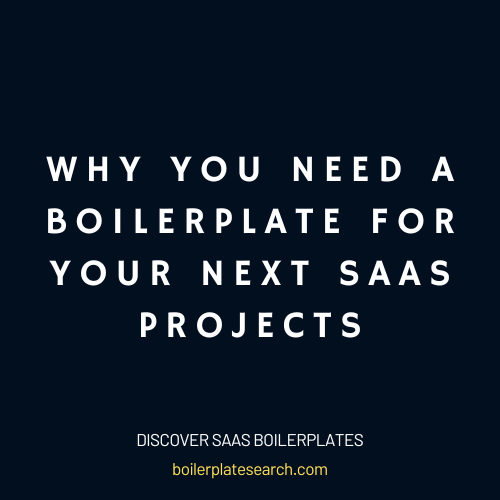 WHY YOU NEED A
BOILERPLATE FOR
YOUR NEXT SAAS
PROJECTS
DISCOVER SAAS BOILERPLATES
boilerplatesearch.com